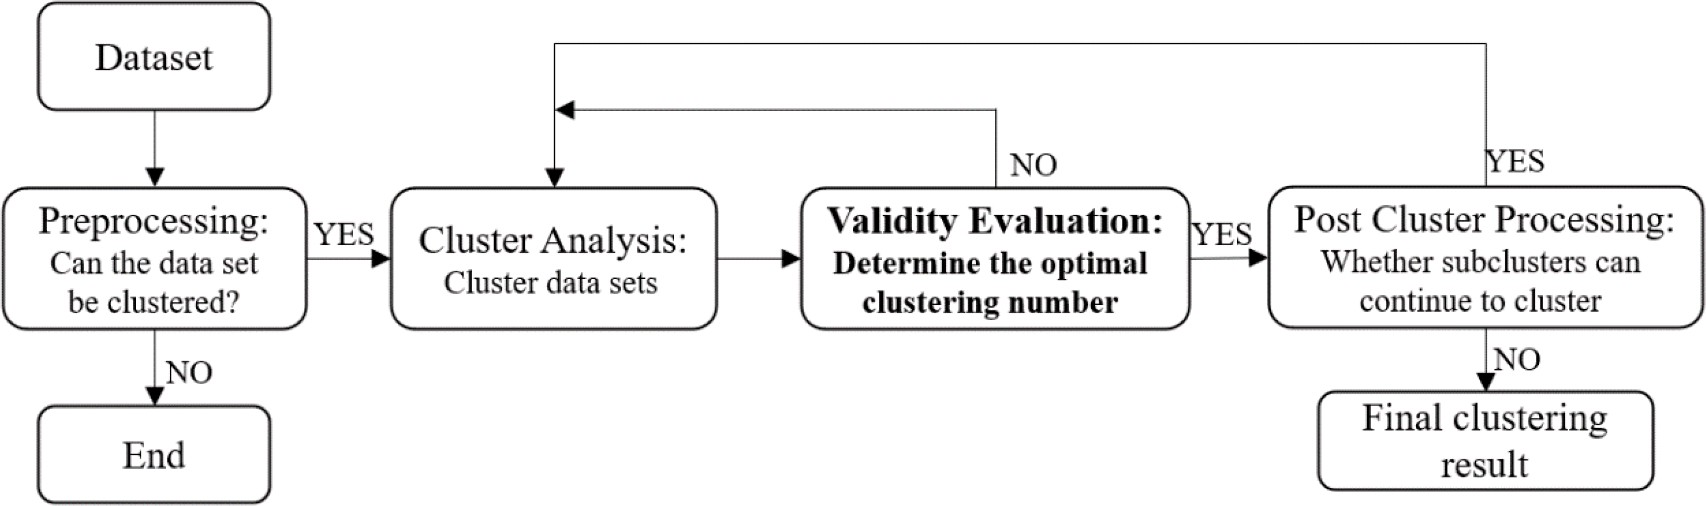 Dataset
Preprocessing:
Can the data set
be clustered?
YES
NO
End
Cluster Analysis:
Cluster data sets
Validity Evaluation:
Determine the optimal
clustering number
NO
YES
Post Cluster Processing:
Whether subclusters can
continue to cluster
YES
NO
Final clustering
result